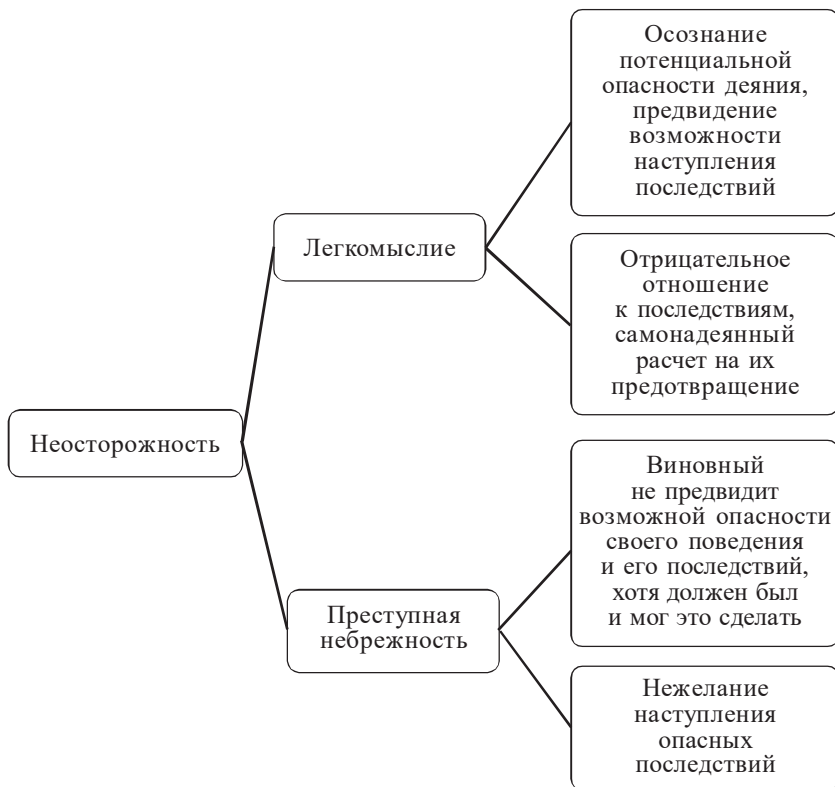 Осознание
потенциальной
опасности деяния,
предвидение
возможности
наступления
последствий
Легкомыслие
Отрицательное
отношение
к последствиям,
самонадеянный
расчет на их
предотвращение
Неосторожность
Виновный
не предвидит
возможной опасности
своего поведения
и его последствий,
хотя должен был
и мог это сделать
Преступная
небрежность
Нежелание
наступления
опасных
последствий